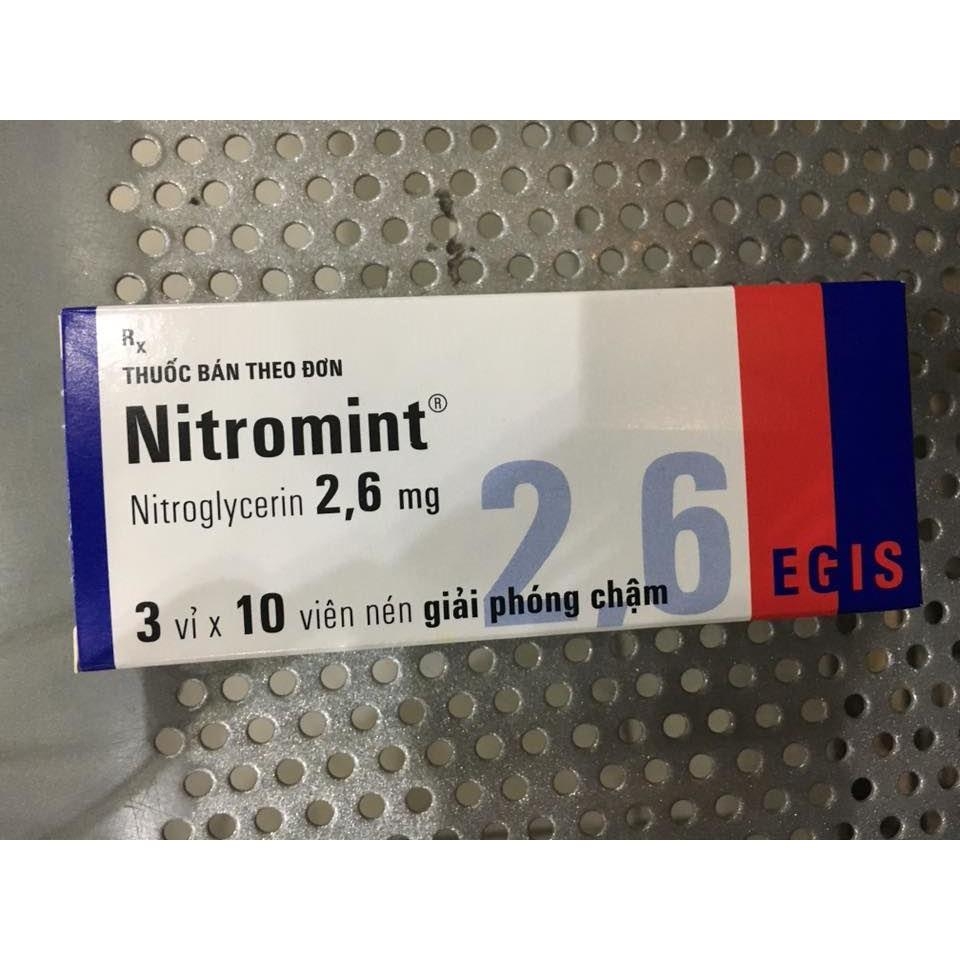 Rx
THUỐC BÁN THEO ĐƠN
Nitromint®
Nitroglycerin 2,6 mg
2,6
3 vỉ x 10 viên nén giải phóng chậm
EGIS